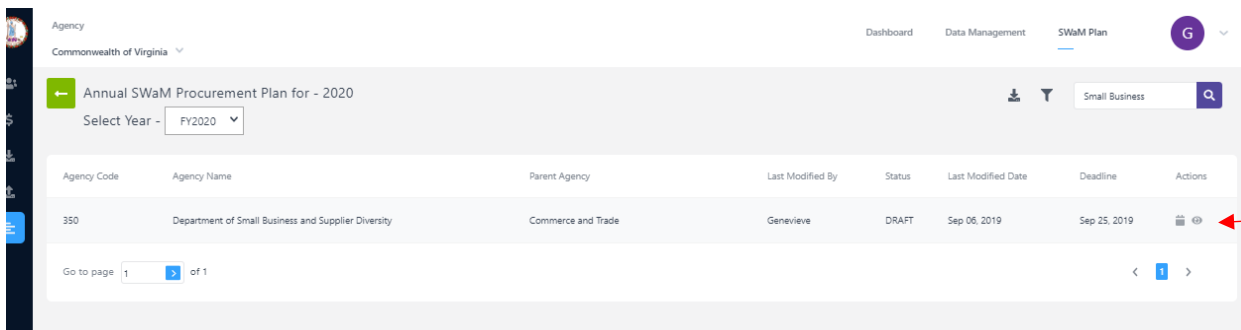 Agency
Commonwealth of Virginia
Dashboard Data Management SWaM Plan G
Annual SWaM Procurement Plan for - 2020
Select Year - FY2020
Small Business
Agency Code Agency Name Parent Agency Last Modified By Status Last Modified Date Deadline Actions
350 Department of Small Business and Supplier Diversity Commerce and Trade Genevieve DRAFT Sep 06, 2019 Sep 25, 2019
Go to page 1 > of 1 < 1 >